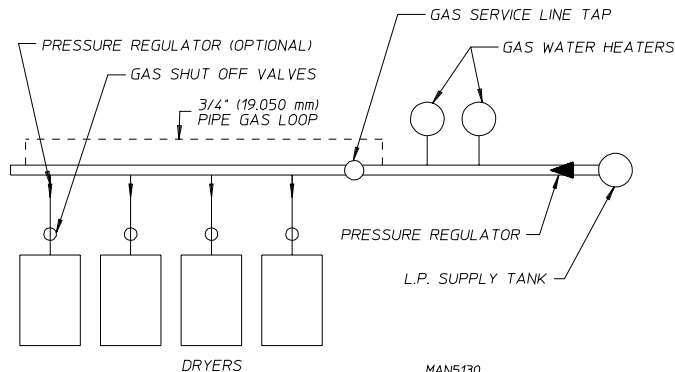 GAS SERVICE LINE TAP
PRESSURE REGULATOR (OPTIONAL)
GAS WATER HEATERS
GAS SHUT OFF VALVES
3/4" (19.050 mm)
PIPE GAS LOOP
PRESSURE REGULATOR
L.P. SUPPLY TANK
DRYERS
MAN5130